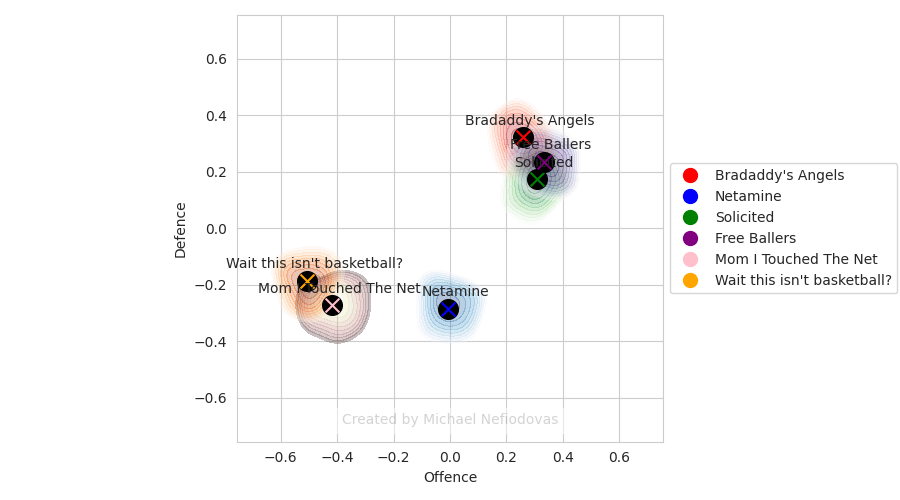 Bradaddy's Angels
Free Ballers
Solicited
Wait this isn't basketball?
Mom I Touched The Net
Netamine
Created by Michael Nefiodovas
0.6
0.4
0.2
0.0
−0.2
−0.4
−0.6
Defence
−0.6 −0.4 −0.2 0.0 0.2 0.4 0.6
Offence
Bradaddy's Angels
Netamine
Solicited
Free Ballers
Mom I Touched The Net
Wait this isn't basketball?